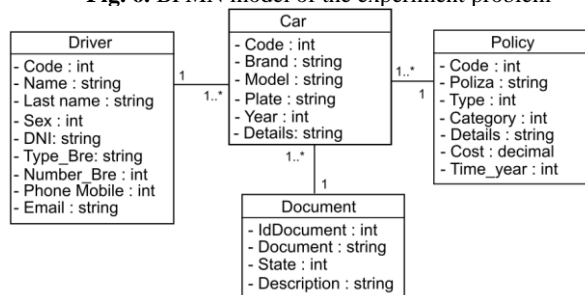 Fig. 6. BPMN model of the experiment problem
Driver
- Code : int
- Name : string
- Last name : string
- Sex : int
- DNI: string
- Type_Bre: string
- Number_Bre : int
- Phone Mobile : int
- Email : string
1
1..*
Car
- Code : int
- Brand : string
- Model : string
- Plate : string
- Year : int
- Details: string
1..*
1
Policy
- Code : int
- Poliza : string
- Type : int
- Category : int
- Details : string
- Cost : decimal
- Time_year : int
1..*
1
Document
- IdDocument : int
- Document : string
- State : int
- Description : string